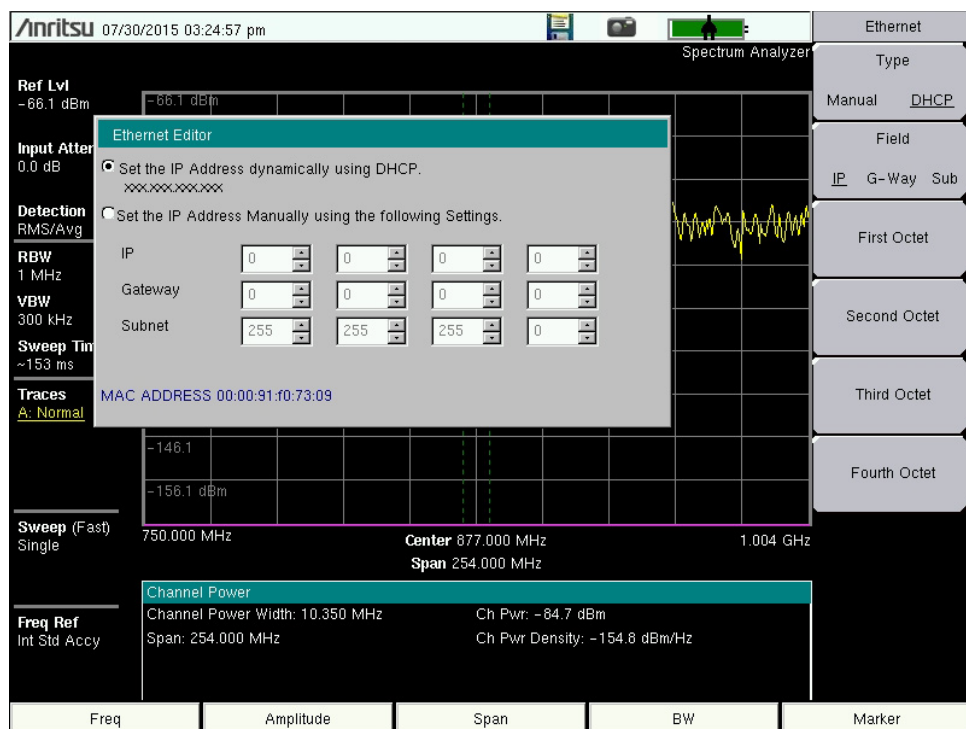 Anritsu 07/30/2015 03:24:57 pm
Spectrum Analyzer
Ref Lvl
-66.1 dBm
Input Atten
0.0 dB
Detection
RMS/Avg
RBW
1 MHz
VBW
300 kHz
Sweep Tim
~153 ms
Traces
A: Normal
Sweep (Fast)
Single
Freq Ref
Int Std Accy
-66.1 dBm
Ethernet Editor
Set the IP Address dynamically using DHCP.
xxx.xxx.xxx.xxx
Set the IP Address Manually using the following Settings.
IP 0 0 0 0
Gateway 0 0 0 0
Subnet 255 255 255 0
MAC ADDRESS 00:00:91:f0:73:09
-146.1
-156.1 dBm
750.000 MHz Center 877.000 MHz 1.004 GHz
Span 254.000 MHz
Channel Power
Channel Power Width: 10.350 MHz Ch Pwr: -84.7 dBm
Span: 254.000 MHz Ch Pwr Density: -154.8 dBm/Hz
Ethernet
Type
Manual DHCP
Field
IP G-Way Sub
First Octet
Second Octet
Third Octet
Fourth Octet
Freq Amplitude Span BW Marker